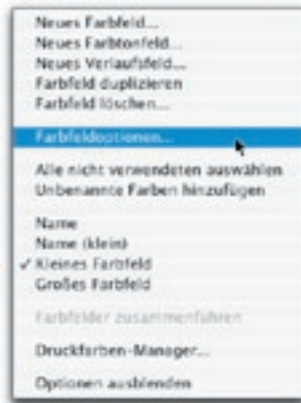 Neues Farbfeld...
Neues Farbtonfeld...
Neues Verlaufsfeld...
Farbfeld duplizieren
Farbfeld löschen...
Farbfeldoptionen...
Alle nicht verwendeten auswählen
Unbenannte Farben hinzufügen
Name
Name (klein)
✓ Kleines Farbfeld
Großes Farbfeld
Farbfelder zusammenführen
Druckfarben-Manager...
Optionen ausblenden